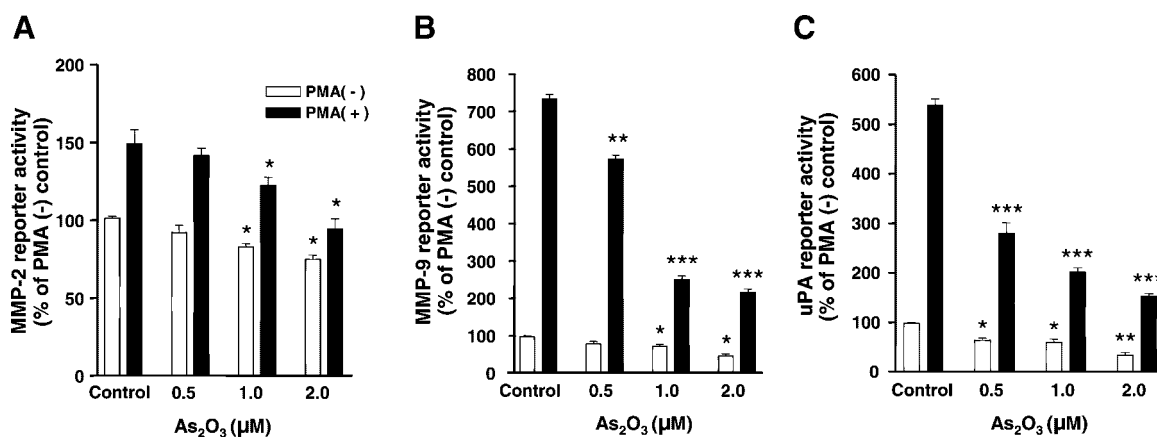 A
MMP-2 reporter activity
(% of PMA (-) control)
200
150
100
50
0
PMA( - )
PMA( + )
*
*
*
*
Control
0.5
1.0
2.0
As₂O₃ (µM)
B
MMP-9 reporter activity
(% of PMA (-) control)
800
700
600
500
400
300
200
100
0
**
***
***
*
*
Control
0.5
1.0
2.0
As₂O₃ (µM)
C
uPA reporter activity
(% of PMA (-) control)
600
500
400
300
200
100
0
***
***
***
*
*
**
Control
0.5
1.0
2.0
As₂O₃ (µM)